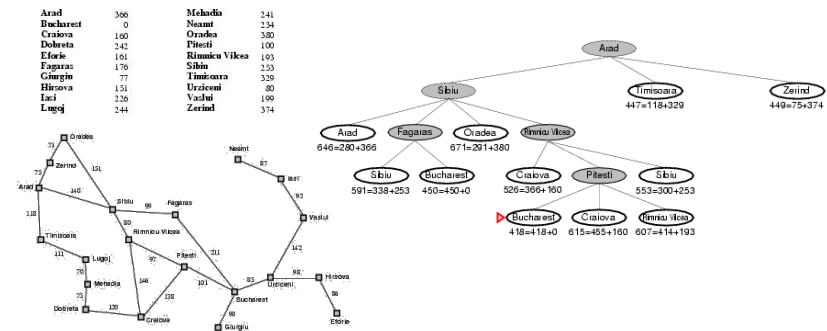 Arad 366 Mehadia 241
Bucharest 0 Neamt 234
Craiova 160 Oradea 380
Dobreta 242 Pitesti 100
Eforie 161 Rimnicu Vilcea 193
Fagaras 176 Sibiu 253
Giurgiu 77 Timisoara 329
Hirsova 151 Urziceni 80
Iasi 226 Vaslui 199
Lugoj 244 Zerind 374
Arad
Sibiu Timisoara Zerind
447=118+329 449=75+374
Arad Fagaras Oradea Rimnicu Vilcea
646=280+366 671=291+380
Sibiu Bucharest Craiova Pitesti Sibiu
591=338+253 450=450+0 526=366+160 553=300+253
Bucharest Craiova Rimnicu Vilcea
418=418+0 615=455+160 607=414+193
Oradea
71
Neamt
Zerind 151 87
75 Iasi
Arad 140
92
Sibiu 99 Fagaras
118 Vaslui
80
Timisoara Rimnicu Vilcea
111 Lugoj 97 Pitesti 211 142
70 98 Hirsova
Mehadia 146 101 85 Urziceni
75 138 86
Bucharest
Dobreta 120 90
Craiova Eforie
Giurgiu